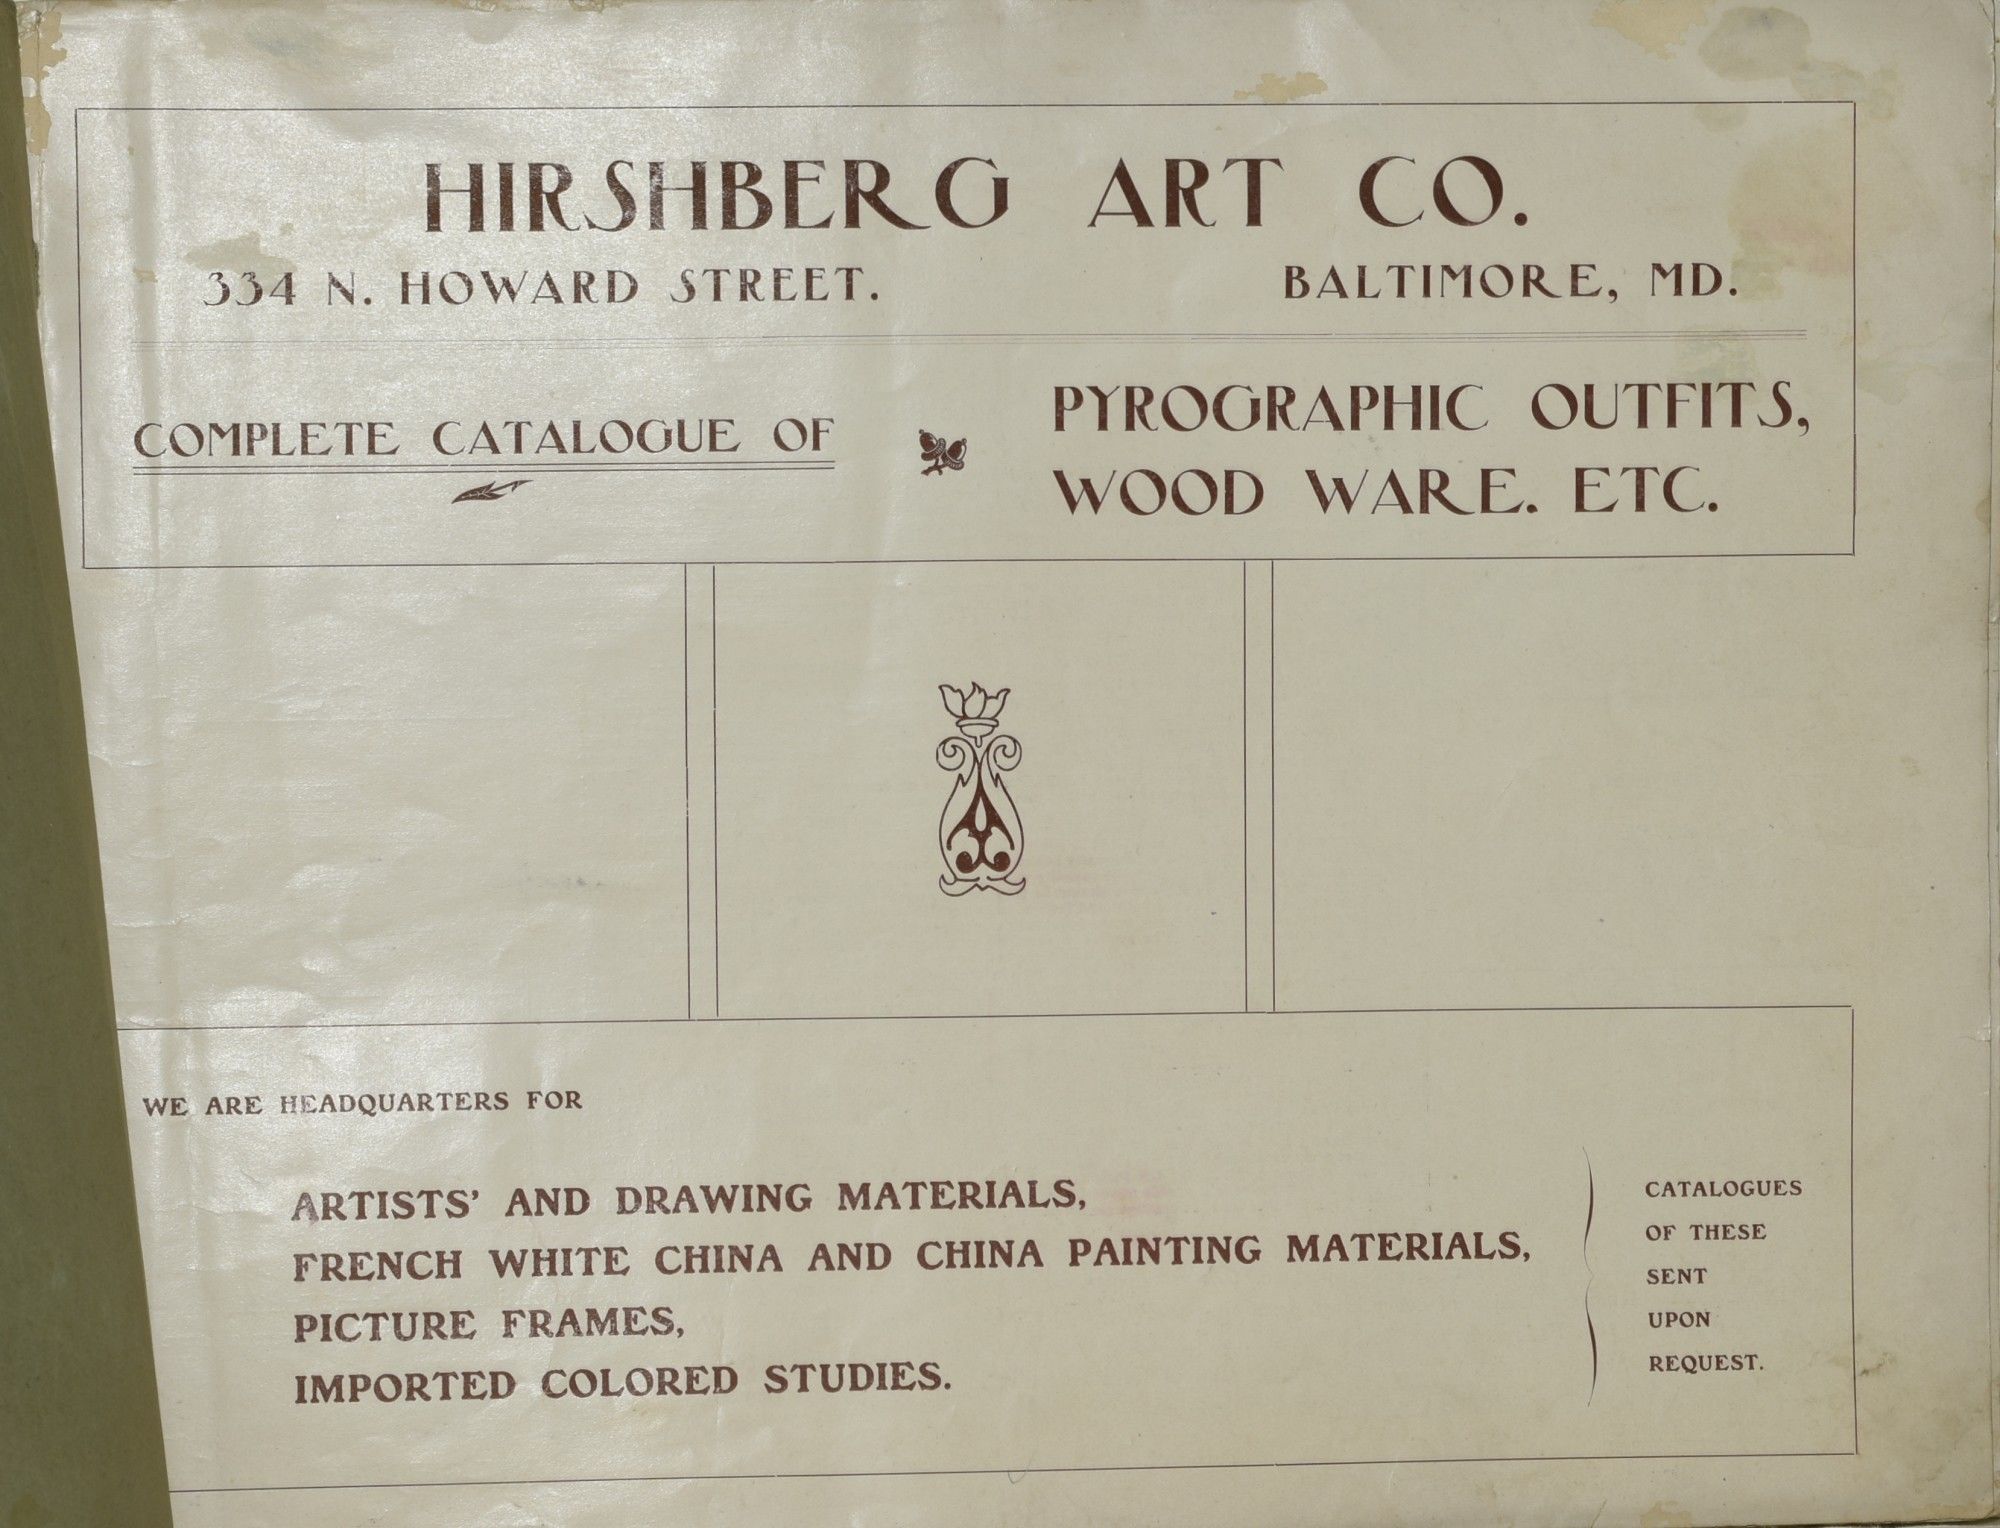 HIRSHBERG ART CO.
334 N. HOWARD STREET. BALTIMORE, MD.
COMPLETE CATALOGUE OF
PYROGRAPHIC OUTFITS,
WOOD WARE. ETC.
WE ARE HEADQUARTERS FOR
ARTISTS' AND DRAWING MATERIALS,
FRENCH WHITE CHINA AND CHINA PAINTING MATERIALS,
PICTURE FRAMES,
IMPORTED COLORED STUDIES.
CATALOGUES
OF THESE
SENT
UPON
REQUEST.